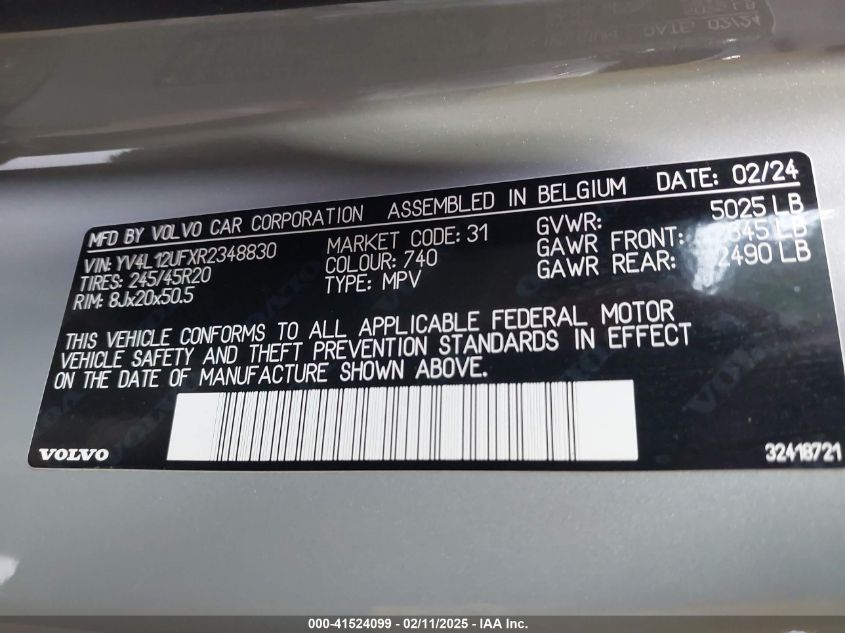 MFD BY VOLVO CAR CORPORATION ASSEMBLED IN BELGIUM DATE: 02/24
VIN: YV4L12UFXR2348830 MARKET CODE: 31 GVWR: 5025 LB
TIRES: 245/45R20 COLOUR: 740 GAWR FRONT: 2645 LB
RIM: 8Jx20x50.5 TYPE: MPV GAWR REAR: 2490 LB
THIS VEHICLE CONFORMS TO ALL APPLICABLE FEDERAL MOTOR
VEHICLE SAFETY AND THEFT PREVENTION STANDARDS IN EFFECT
ON THE DATE OF MANUFACTURE SHOWN ABOVE.
VOLVO 32418721
000-41524099 - 02/11/2025 - IAA Inc.